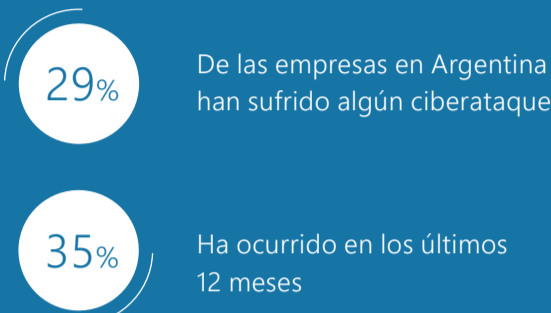 29%
De las empresas en Argentina
han sufrido algún ciberataque
35%
Ha ocurrido en los últimos
12 meses